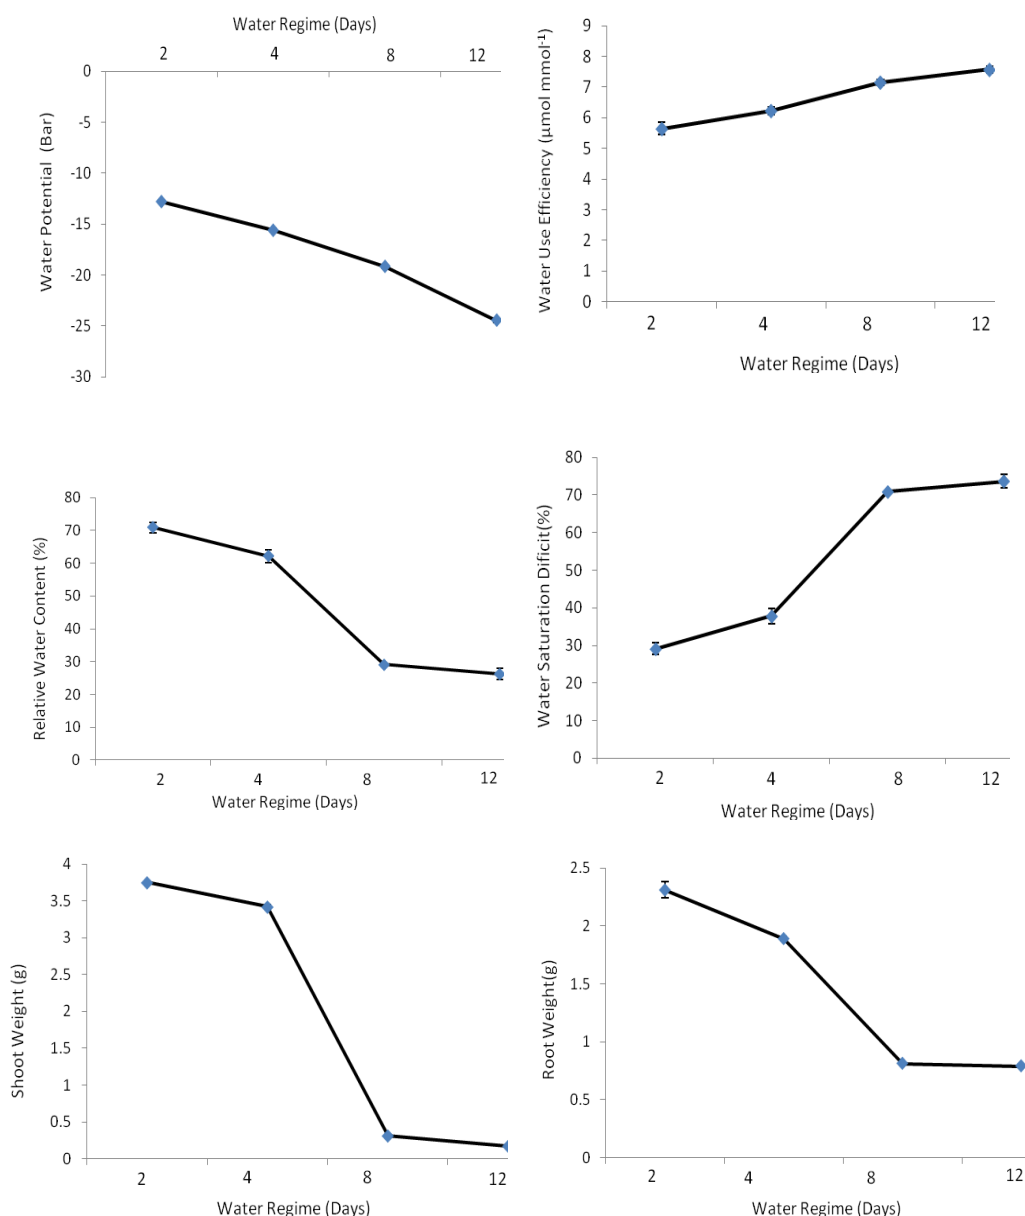 Water Regime (Days)
2 4 8 12
0
-5
-10
-15
-20
-25
-30
Water Potential (Bar)
9
8
7
6
5
4
3
2
1
0
Water Use Efficiency (µmol mmol-1)
2 4 8 12
Water Regime (Days)
80
70
60
50
40
30
20
10
0
Relative Water Content (%)
2 4 8 12
Water Regime (Days)
80
70
60
50
40
30
20
10
0
Water Saturation Dificit(%)
2 4 8 12
Water Regime (Days)
4
3.5
3
2.5
2
1.5
1
0.5
0
Shoot Weight (g)
2 4 8 12
Water Regime (Days)
2.5
2
1.5
1
0.5
0
Root Weight(g)
2 4 8 12
Water Regime (Days)